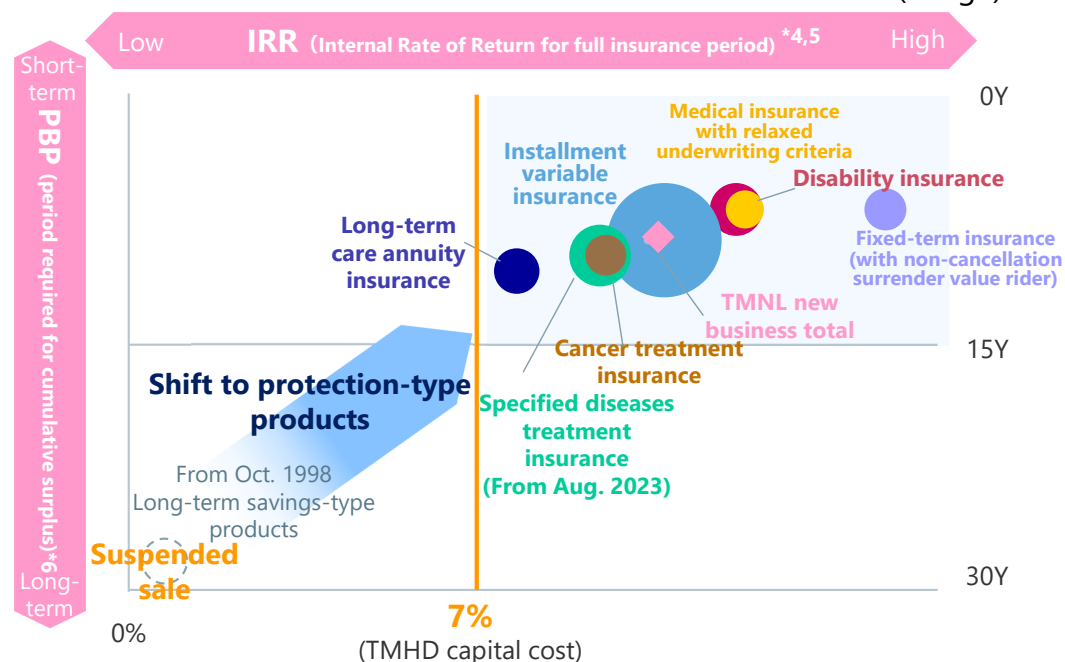 Low
IRR (Internal Rate of Return for full insurance period) *4,5
High
Short-
term
PBP (period required for cumulative surplus)*6
Long-
term
0Y
15Y
30Y
Medical insurance
with relaxed
underwriting criteria
Installment
variable
insurance
Disability insurance
Long-term
care annuity
insurance
Fixed-term insurance
(with non-cancellation
surrender value rider)
TMNL new
business total
Cancer treatment
insurance
Shift to protection-type
products
Specified diseases
treatment
insurance
(From Aug. 2023)
From Oct. 1998
Long-term savings-type
products
Suspended
sale
0%
7%
(TMHD capital cost)